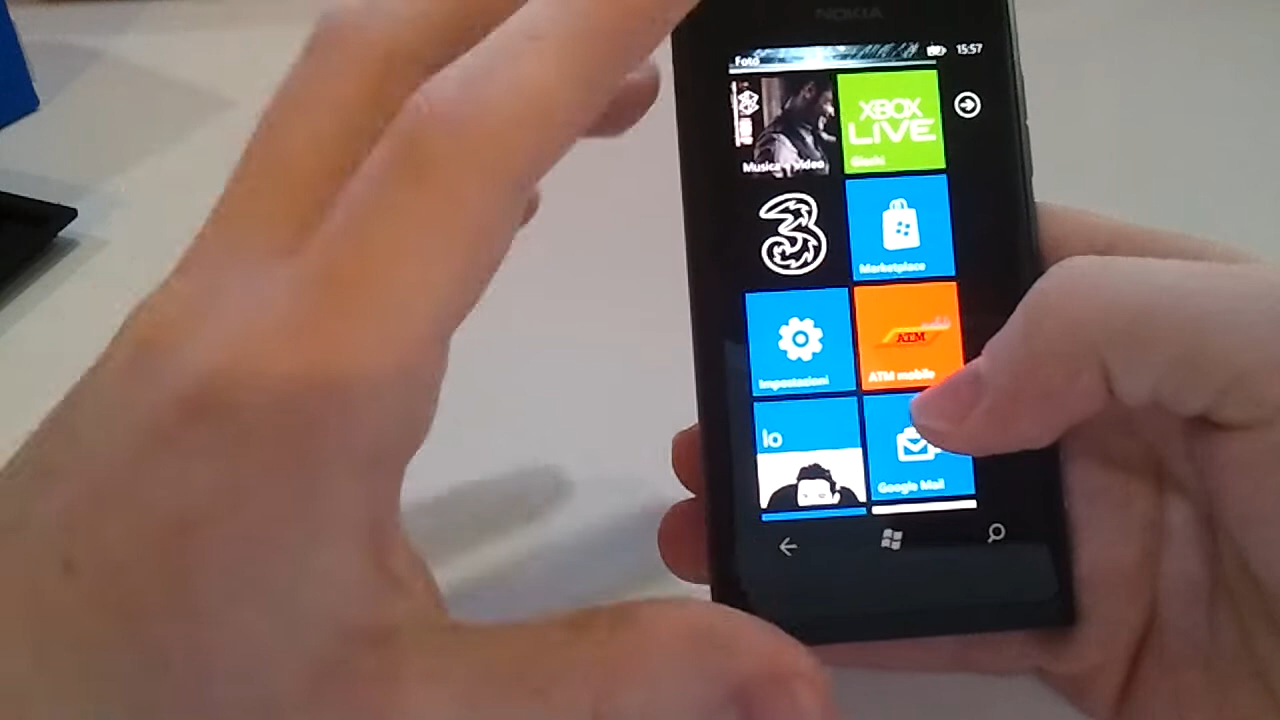 NOKIA
Foto
15:57
Musica + Video
XBOX
LIVE
Giochi
3
Marketplace
Impostazioni
ATM
ATM mobile
Io
Google Mail